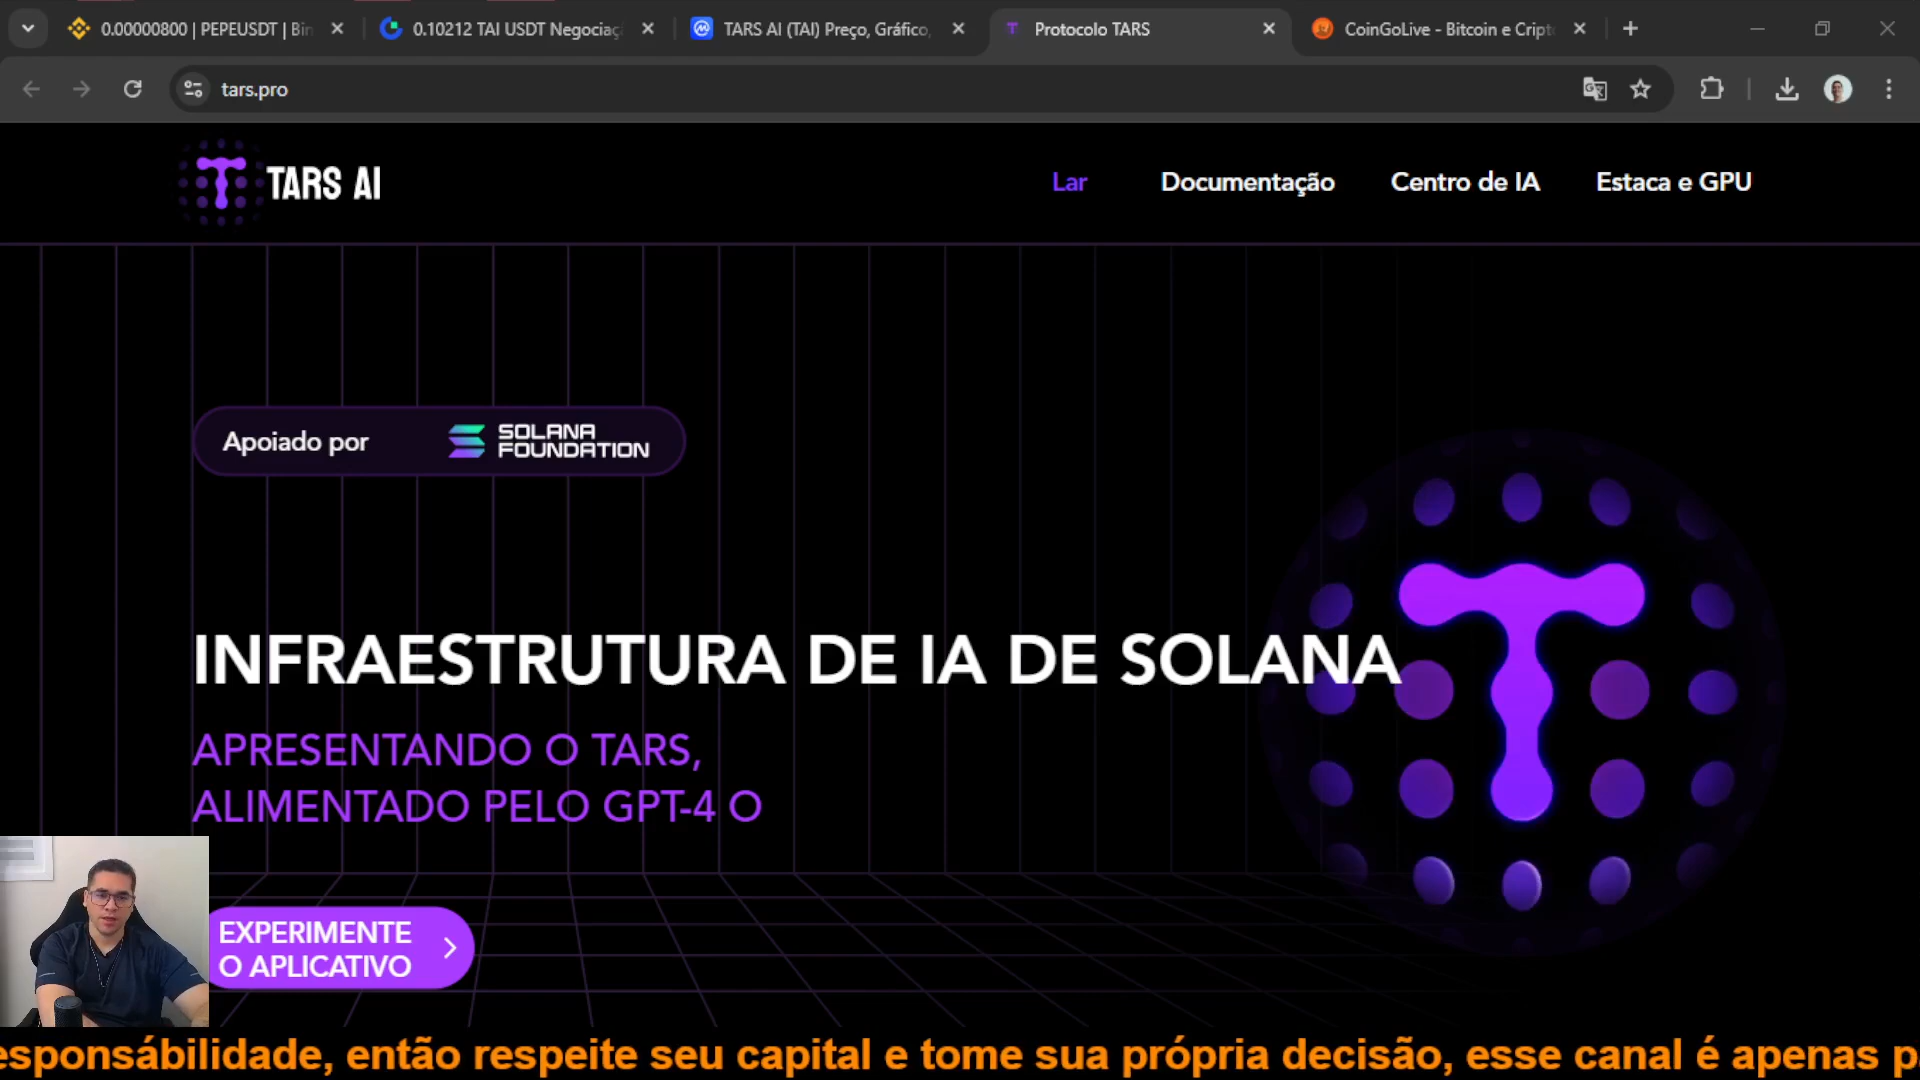 0.00000800 | PEPEUSDT | Bin
0.10212 TAI USDT Negociaç
TARS AI (TAI) Preço, Gráfico,
Protocolo TARS
CoinGoLive - Bitcoin e Cripto
tars.pro
TARS AI
Lar
Documentação
Centro de IA
Estaca e GPU
Apoiado por
SOLANA
FOUNDATION
INFRAESTRUTURA DE IA DE SOLANA
APRESENTANDO O TARS,
ALIMENTADO PELO GPT-4 O
EXPERIMENTE
O APLICATIVO
esponsábilidade, então respeite seu capital e tome sua própria decisão, esse canal é apenas p